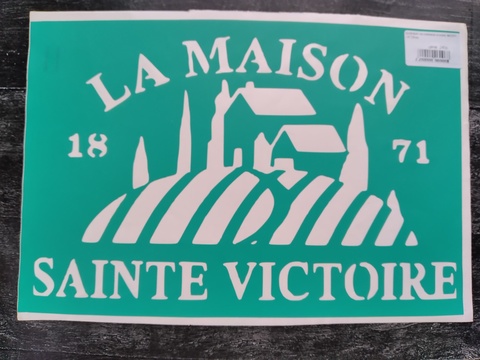 LA MAISON
18 71
SAINTE VICTOIRE